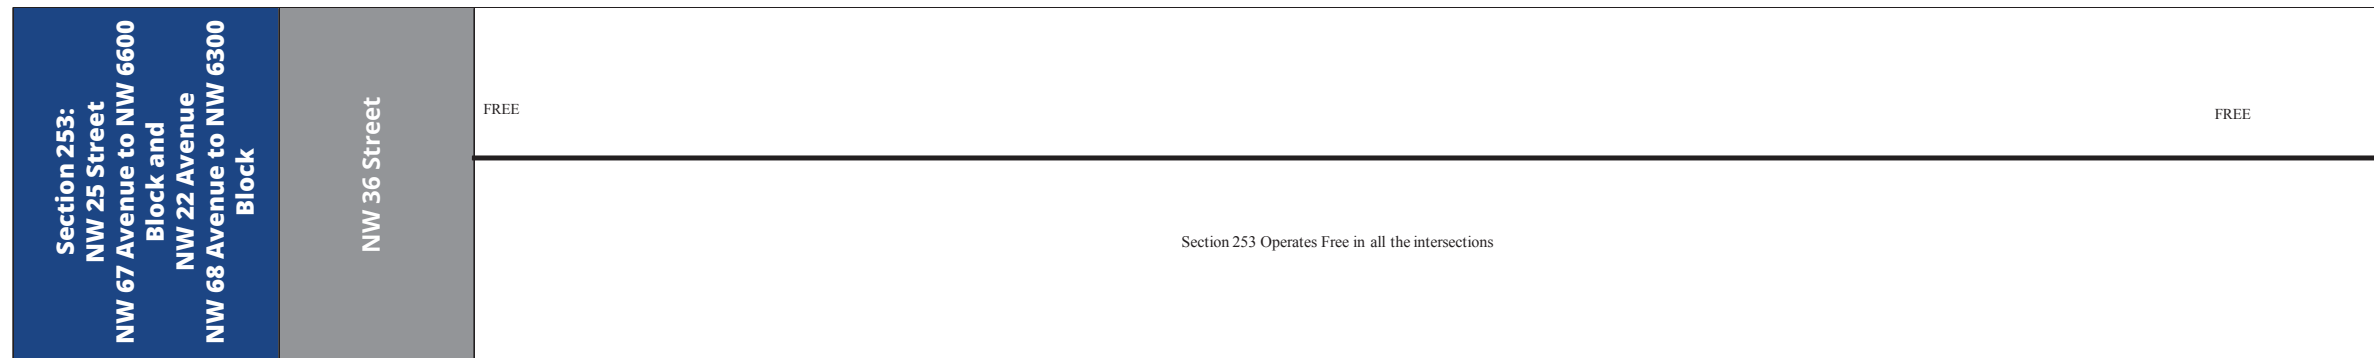 Section 253:
NW 25 Street
NW 67 Avenue to NW 6600
Block and
NW 22 Avenue
NW 68 Avenue to NW 6300
Block
NW 36 Street
FREE
FREE
Section 253 Operates Free in all the intersections